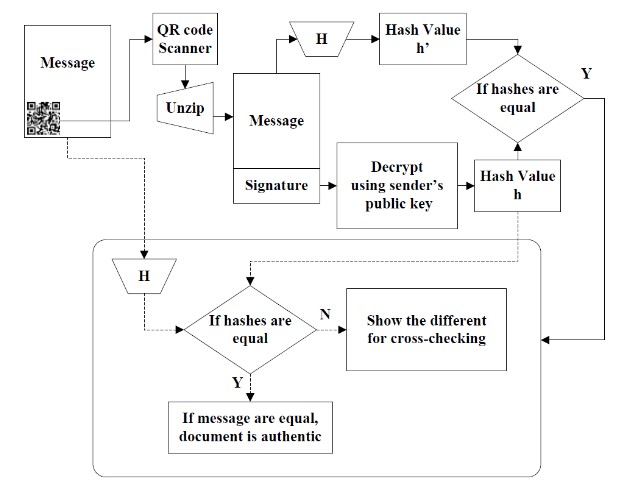 Message
QR code
Scanner
Unzip
Message
Signature
H
Hash Value
h’
If hashes are
equal
Y
Decrypt
using sender’s
public key
Hash Value
h
H
If hashes are
equal
N
Show the different
for cross-checking
Y
If message are equal,
document is authentic